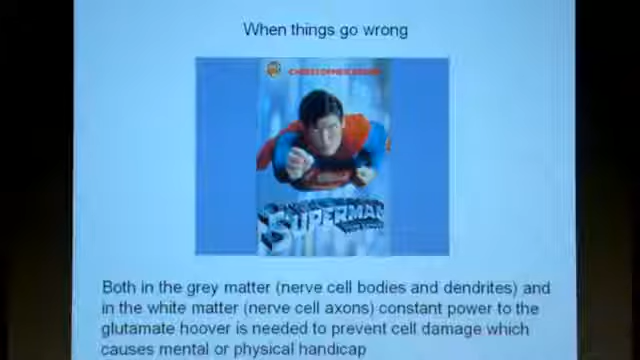 When things go wrong
SUPERMAN
Both in the grey matter (nerve cell bodies and dendrites) and
in the white matter (nerve cell axons) constant power to the
glutamate hoover is needed to prevent cell damage which
causes mental or physical handicap